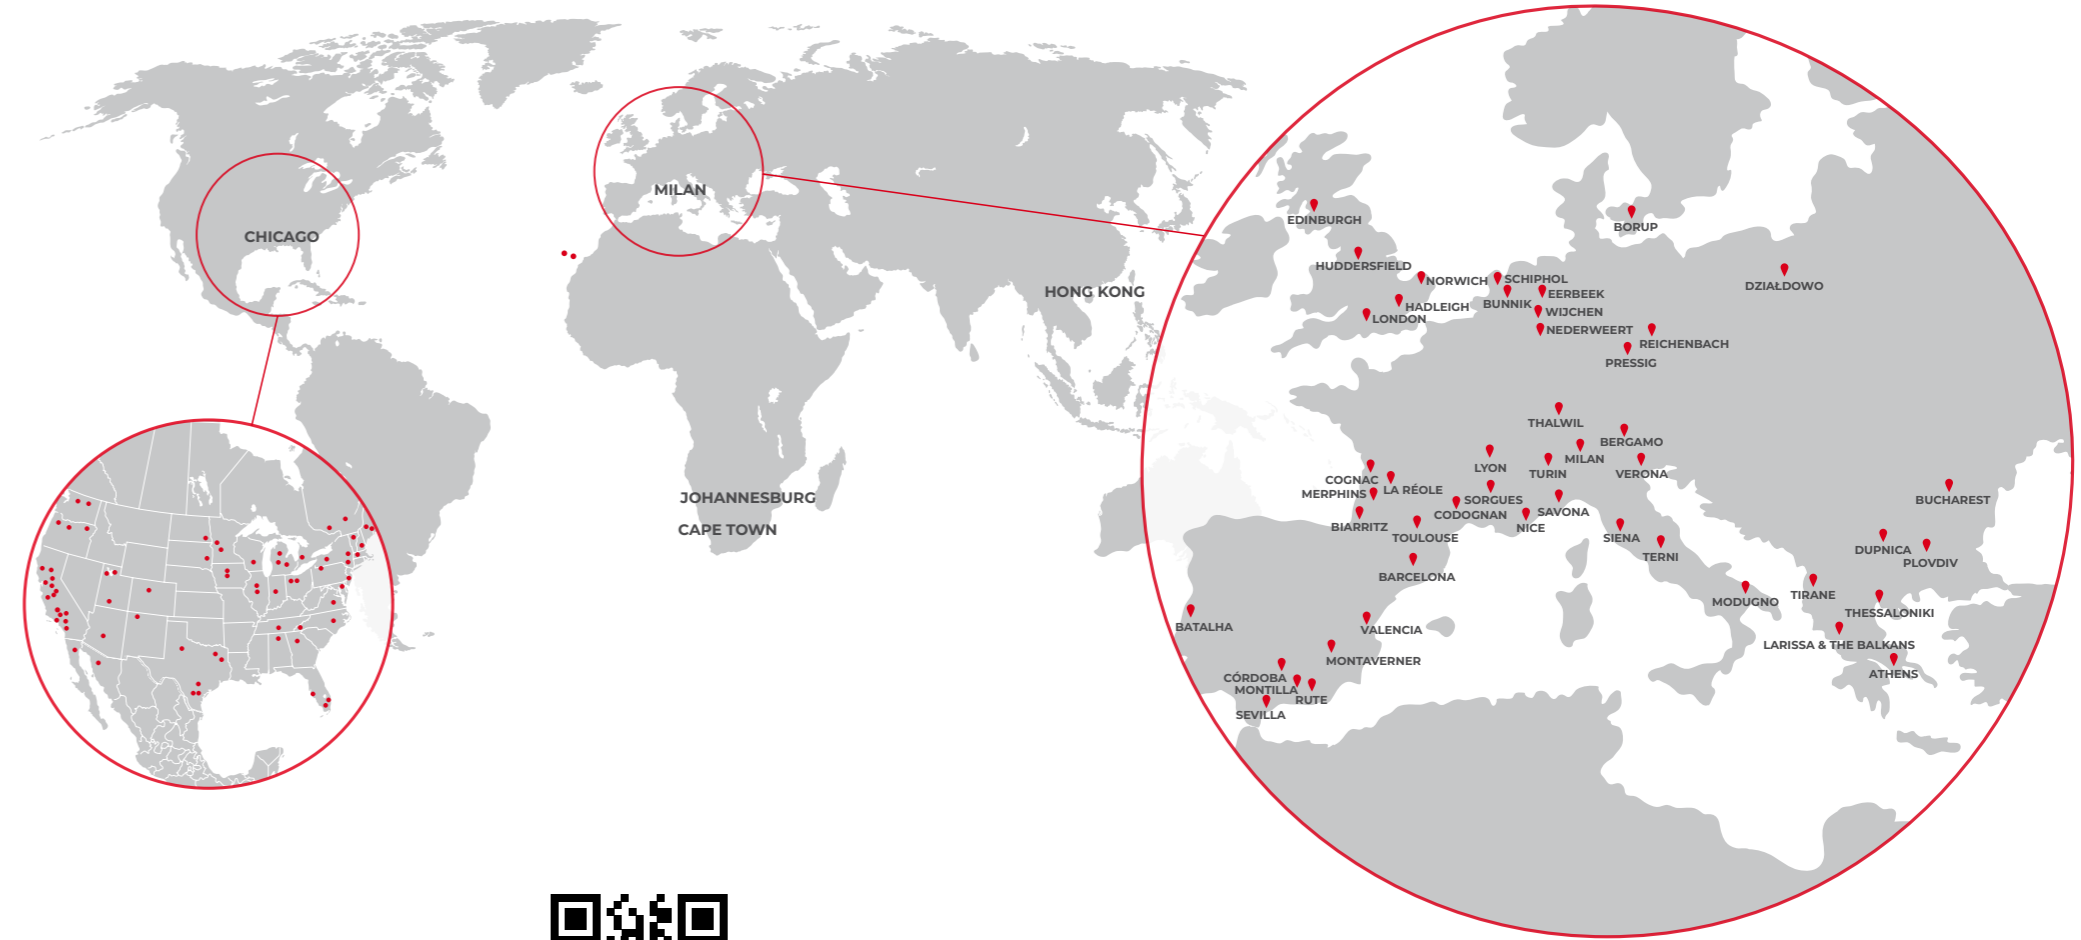 MILAN
CHICAGO
HONG KONG
JOHANNESBURG
CAPE TOWN
EDINBURGH
BORUP
HUDDERSFIELD
NORWICH
SCHIPHOL
DZIAŁDOWO
EERBEEK
BUNNIK
HADLEIGH
WIJCHEN
LONDON
NEDERWEERT
REICHENBACH
PRESSIG
THALWIL
BERGAMO
MILAN
LYON
TURIN
VERONA
COGNAC
LA RÉOLE
MERPHINS
SORGUES
BUCHAREST
SAVONA
CODOGNAN
BIARRITZ
NICE
TOULOUSE
SIENA
DUPNICA
TERNI
PLOVDIV
BARCELONA
TIRANE
MODUGNO
THESSALONIKI
BATALHA
VALENCIA
LARISSA & THE BALKANS
MONTAVERNER
ATHENS
CÓRDOBA
MONTILLA
RUTE
SEVILLA